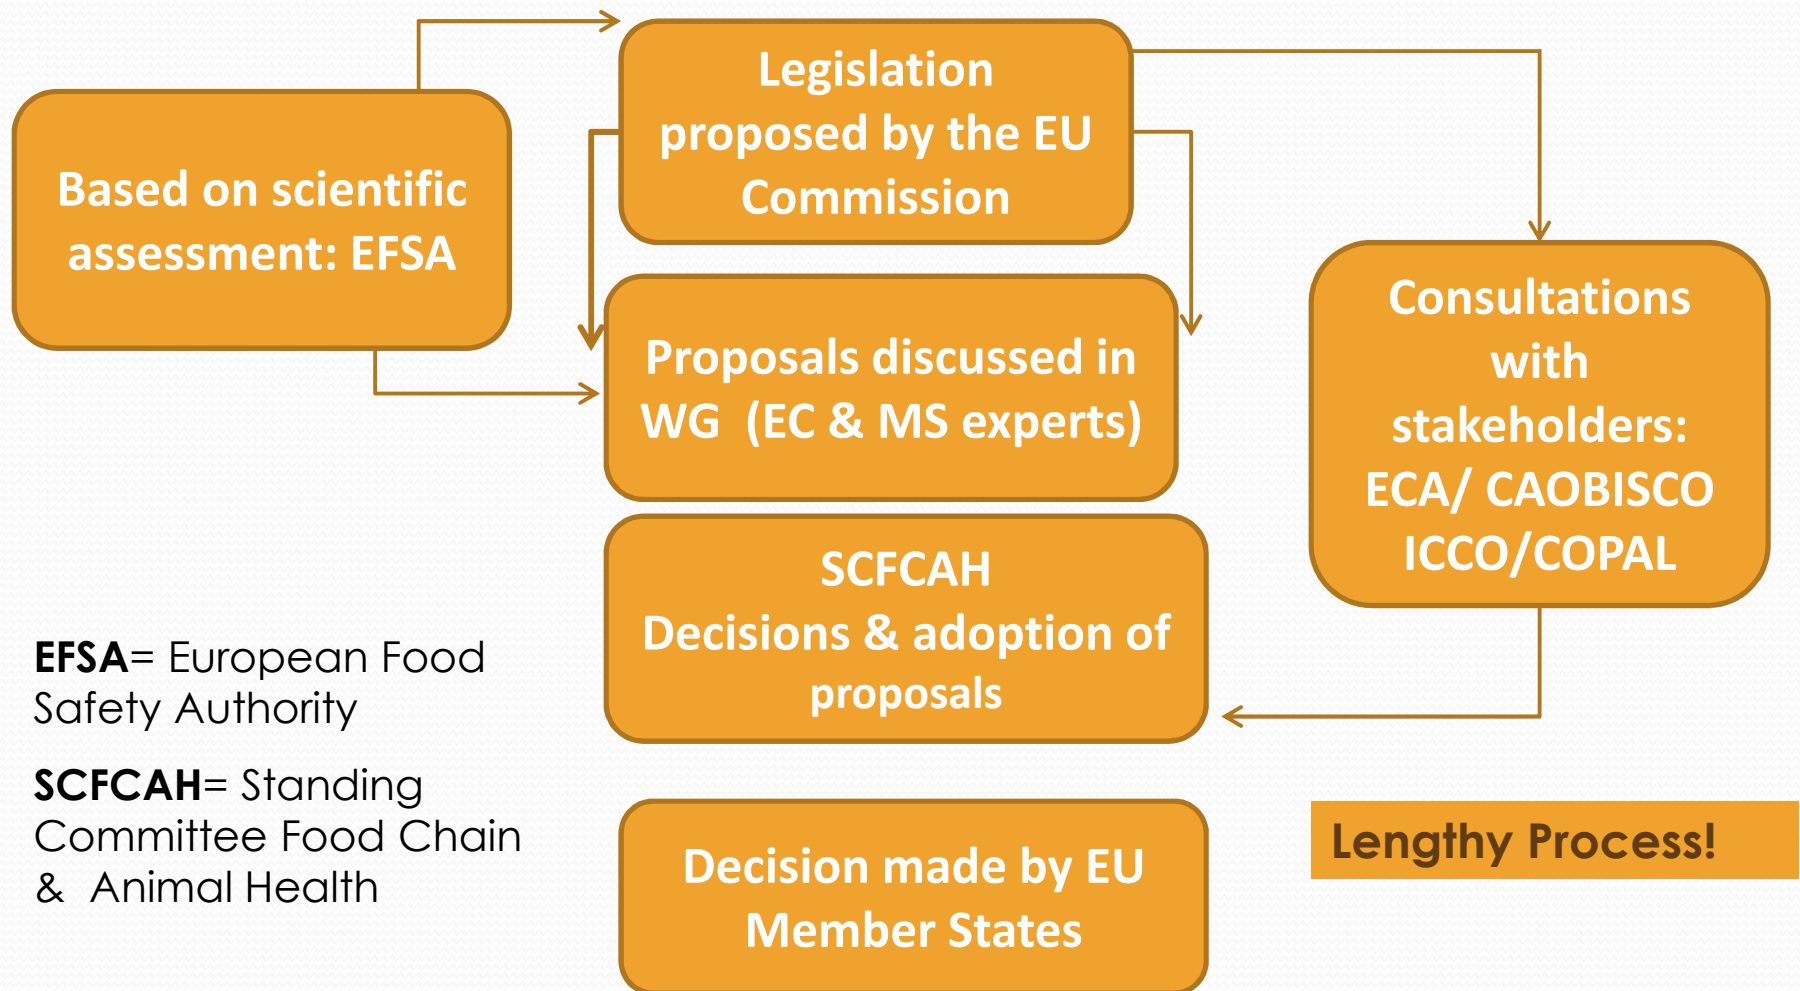 Legislation
proposed by the EU
Commission
Based on scientific
assessment: EFSA
Proposals discussed in
WG  (EC & MS experts)
Consultations
with
stakeholders:
ECA/ CAOBISCO
ICCO/COPAL
SCFCAH
Decisions & adoption of
proposals
EFSA= European Food
Safety Authority
SCFCAH= Standing
Committee Food Chain
&  Animal Health
Decision made by EU
Member States
Lengthy Process!